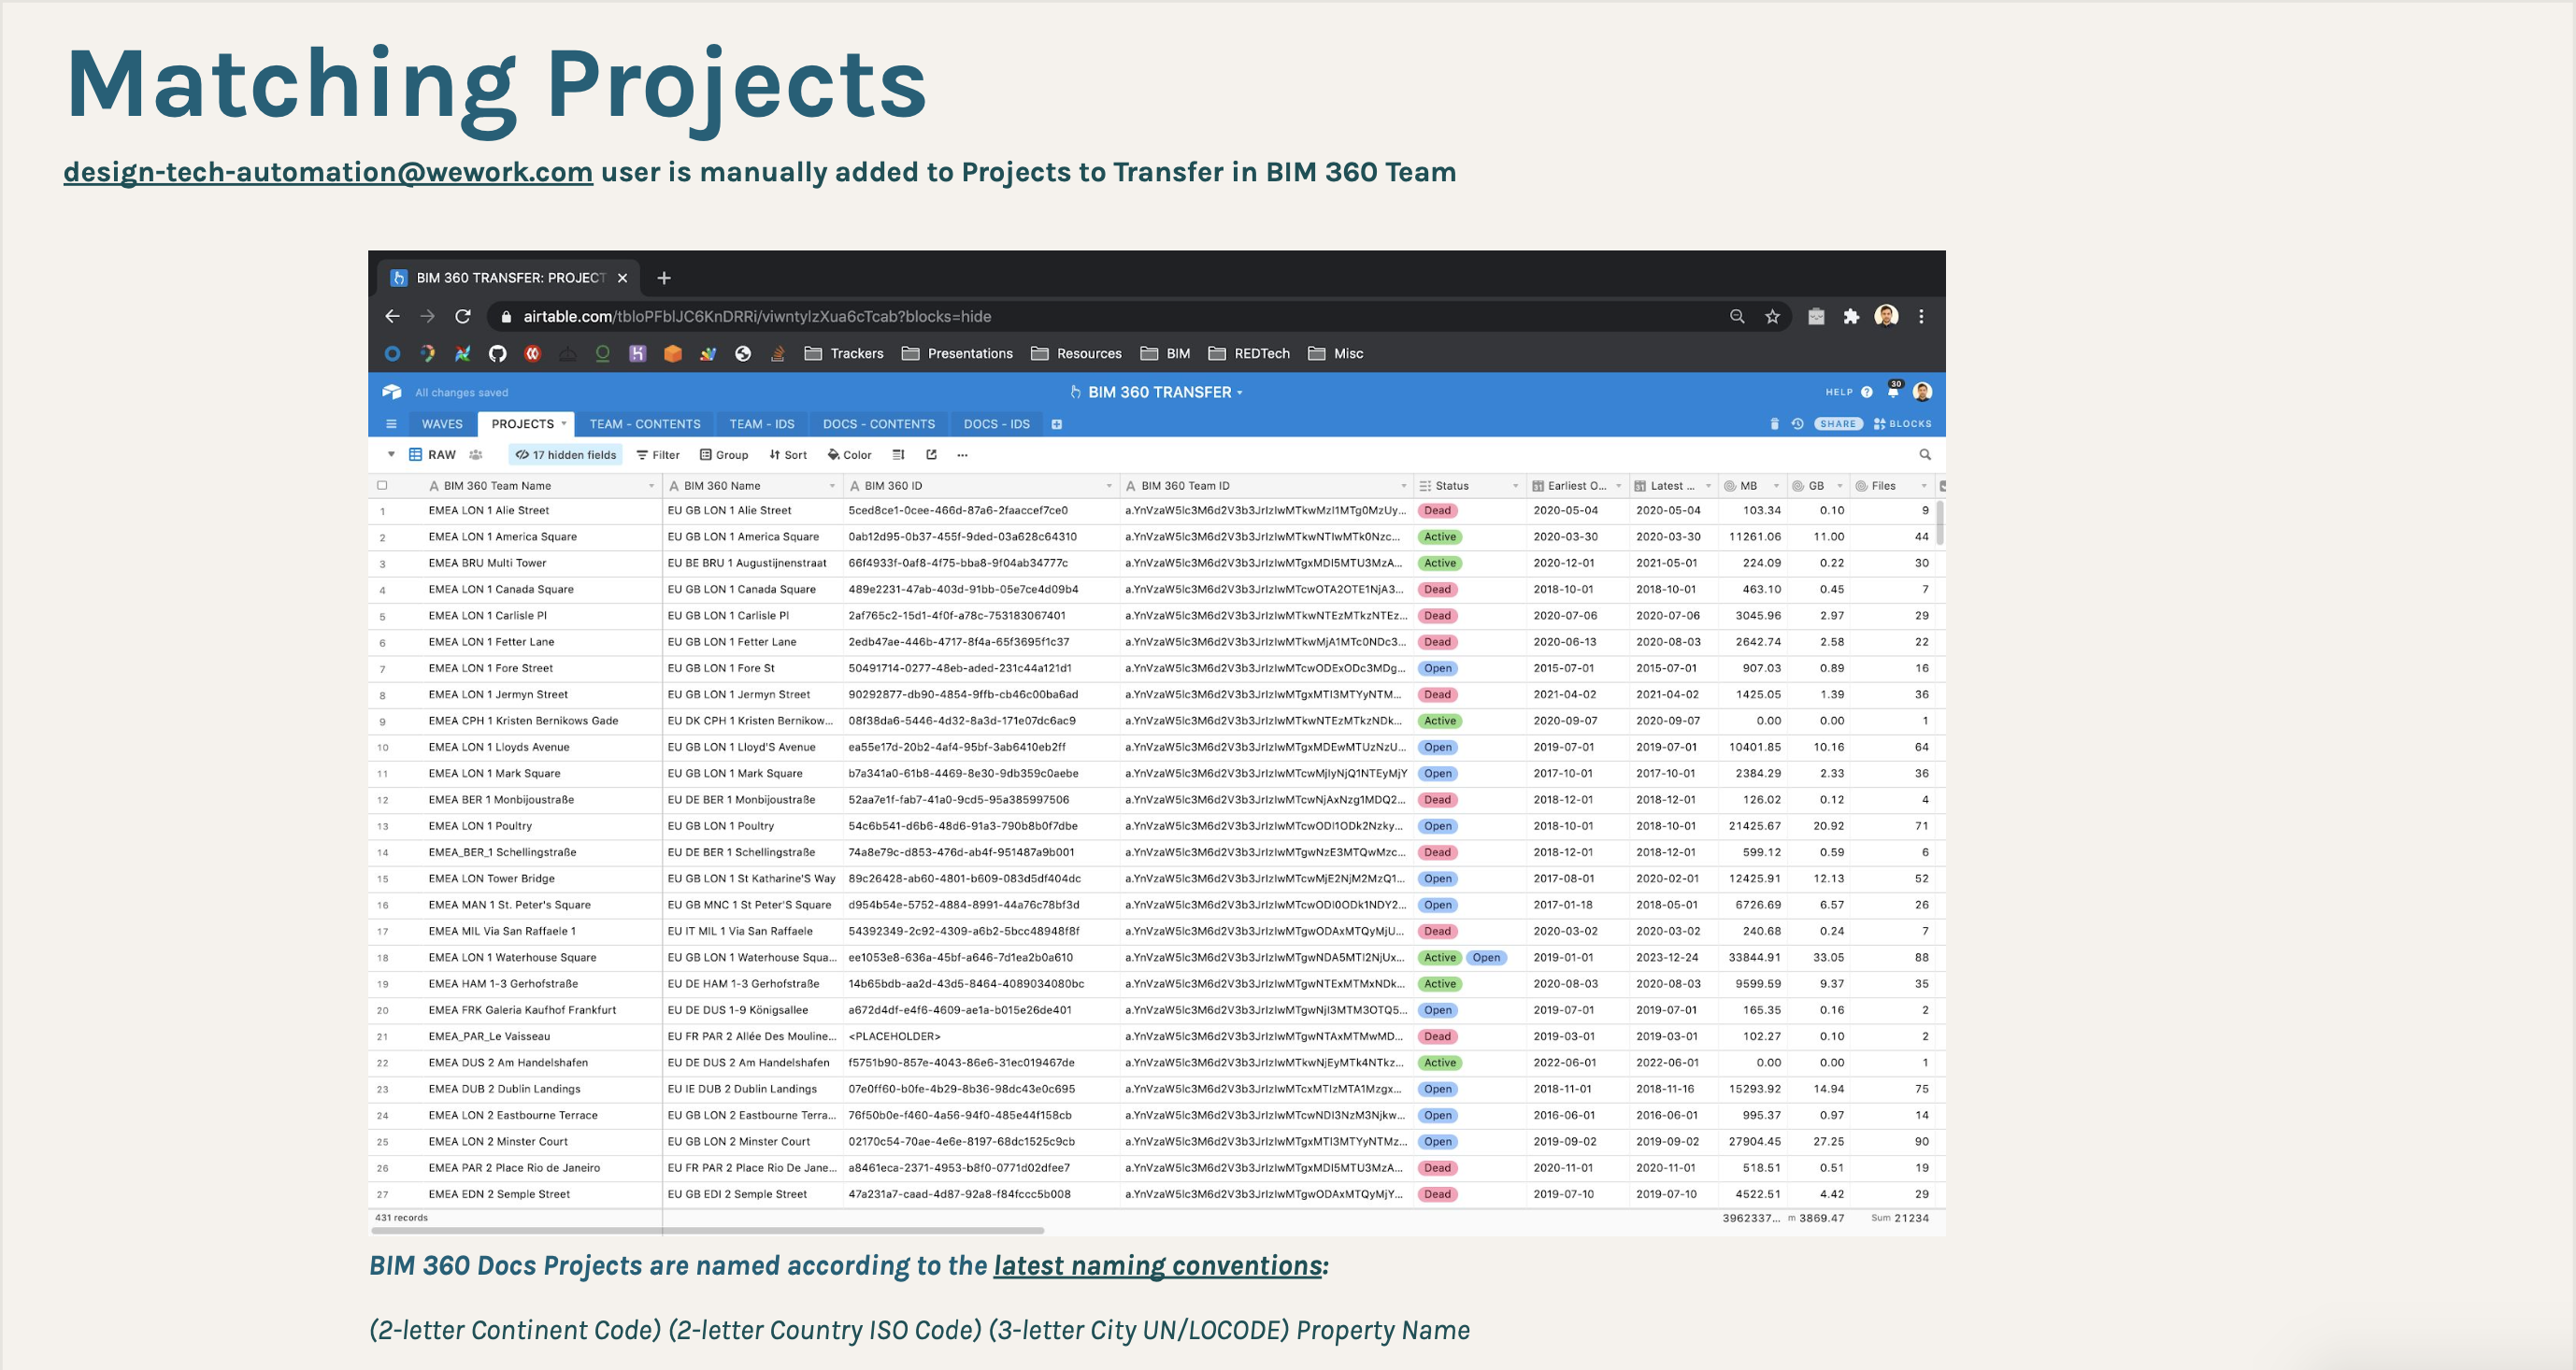 Matching Projects
design-tech-automation@wework.com user is manually added to Projects to Transfer in BIM 360 Team
BIM 360 TRANSFER: PROJECT
airtable.com/tbloPFblJC6KnDRRi/viwntylzXua6cTcab?blocks=hide
Trackers Presentations Resources BIM REDTech Misc
All changes saved BIM 360 TRANSFER HELP 30
WAVES PROJECTS TEAM - CONTENTS TEAM - IDS DOCS - CONTENTS DOCS - IDS SHARE BLOCKS
RAW 17 hidden fields Filter Group Sort Color ...
BIM 360 Team Name BIM 360 Name BIM 360 ID BIM 360 Team ID Status Earliest O... Latest ... MB GB Files
1 EMEA LON 1 Alie Street EU GB LON 1 Alie Street 5ced8ce1-0cee-466d-87a6-2faaccef7ce0 a.YnVzaW5lc3M6d2V3b3JrIzIwMTkwMzI1MTg0MzUy... Dead 2020-05-04 2020-05-04 103.34 0.10 9
2 EMEA LON 1 America Square EU GB LON 1 America Square 0ab12d95-0b37-455f-9ded-03a628c64310 a.YnVzaW5lc3M6d2V3b3JrIzIwMTkwNTIwMTk0Nzc... Active 2020-03-30 2020-03-30 11261.06 11.00 44
3 EMEA BRU Multi Tower EU BE BRU 1 Augustijnenstraat 66f4933f-0af8-4f75-bba8-9f04ab34777c a.YnVzaW5lc3M6d2V3b3JrIzIwMTgxMDI5MTU3MzA... Active 2020-12-01 2021-05-01 224.09 0.22 30
4 EMEA LON 1 Canada Square EU GB LON 1 Canada Square 489e2231-47ab-403d-91bb-05e7ce4d09b4 a.YnVzaW5lc3M6d2V3b3JrIzIwMTcwOTA2OTE1NjA3... Dead 2018-10-01 2018-10-01 463.10 0.45 7
5 EMEA LON 1 Carlisle Pl EU GB LON 1 Carlisle Pl 2af765c2-15d1-4f0f-a78c-753183067401 a.YnVzaW5lc3M6d2V3b3JrIzIwMTkwNTEzMTkzNTEz... Dead 2020-07-06 2020-07-06 3045.96 2.97 29
6 EMEA LON 1 Fetter Lane EU GB LON 1 Fetter Lane 2edb47ae-446b-4717-8f4a-65f3695f1c37 a.YnVzaW5lc3M6d2V3b3JrIzIwMTkwMjA1MTc0NDc3... Dead 2020-06-13 2020-08-03 2642.74 2.58 22
7 EMEA LON 1 Fore Street EU GB LON 1 Fore St 50491714-0277-48eb-aded-231c44a121d1 a.YnVzaW5lc3M6d2V3b3JrIzIwMTcwODExODc3MDg... Open 2015-07-01 2015-07-01 907.03 0.89 16
8 EMEA LON 1 Jermyn Street EU GB LON 1 Jermyn Street 90292877-db90-4854-9ffb-cb46c00ba6ad a.YnVzaW5lc3M6d2V3b3JrIzIwMTgxMTI3MTYyNTM... Dead 2021-04-02 2021-04-02 1425.05 1.39 36
9 EMEA CPH 1 Kristen Bernikows Gade EU DK CPH 1 Kristen Bernikow... 08f38da6-5446-4d32-8a3d-171e07dc6ac9 a.YnVzaW5lc3M6d2V3b3JrIzIwMTkwNTEzMTkzNDk... Active 2020-09-07 2020-09-07 0.00 0.00 1
10 EMEA LON 1 Lloyds Avenue EU GB LON 1 Lloyd'S Avenue ea55e17d-20b2-4af4-95bf-3ab6410eb2ff a.YnVzaW5lc3M6d2V3b3JrIzIwMTgxMDEwMTUzNzU... Open 2019-07-01 2019-07-01 10401.85 10.16 64
11 EMEA LON 1 Mark Square EU GB LON 1 Mark Square b7a341a0-61b8-4469-8e30-9db359c0aebe a.YnVzaW5lc3M6d2V3b3JrIzIwMTcwMjIyNjQ1NTEyMjY Open 2017-10-01 2017-10-01 2384.29 2.33 36
12 EMEA BER 1 Monbijoustraße EU DE BER 1 Monbijoustraße 52aa7e1f-fab7-41a0-9cd5-95a385997506 a.YnVzaW5lc3M6d2V3b3JrIzIwMTcwNjAxNzg1MDQ2... Dead 2018-12-01 2018-12-01 126.02 0.12 4
13 EMEA LON 1 Poultry EU GB LON 1 Poultry 54c6b541-d6b6-48d6-91a3-790b8b0f7dbe a.YnVzaW5lc3M6d2V3b3JrIzIwMTcwODI1ODk2Nzky... Open 2018-10-01 2018-10-01 21425.67 20.92 71
14 EMEA_BER_1 Schellingstraße EU DE BER 1 Schellingstraße 74a8e79c-d853-476d-ab4f-951487a9b001 a.YnVzaW5lc3M6d2V3b3JrIzIwMTgwNzE3MTQwMzc... Dead 2018-12-01 2018-12-01 599.12 0.59 6
15 EMEA LON Tower Bridge EU GB LON 1 St Katharine'S Way 89c26428-ab60-4801-b609-083d5df404dc a.YnVzaW5lc3M6d2V3b3JrIzIwMTcwMjE2NjM2MzQ1... Open 2017-08-01 2020-02-01 12425.91 12.13 52
16 EMEA MAN 1 St. Peter's Square EU GB MNC 1 St Peter'S Square d954b54e-5752-4884-8991-44a76c78bf3d a.YnVzaW5lc3M6d2V3b3JrIzIwMTcwODI0ODk1NDY2... Open 2017-01-18 2018-05-01 6726.69 6.57 26
17 EMEA MIL Via San Raffaele 1 EU IT MIL 1 Via San Raffaele 54392349-2c92-4309-a6b2-5bcc48948f8f a.YnVzaW5lc3M6d2V3b3JrIzIwMTgwODAxMTQyMjU... Dead 2020-03-02 2020-03-02 240.68 0.24 7
18 EMEA LON 1 Waterhouse Square EU GB LON 1 Waterhouse Squa... ee1053e8-636a-45bf-a646-7d1ea2b0a610 a.YnVzaW5lc3M6d2V3b3JrIzIwMTgwNDA5MTI2NjUx... Active Open 2019-01-01 2023-12-24 33844.91 33.05 88
19 EMEA HAM 1-3 Gerhofstraße EU DE HAM 1-3 Gerhofstraße 14b65bdb-aa2d-43d5-8464-4089034080bc a.YnVzaW5lc3M6d2V3b3JrIzIwMTgwNTExMTMxNDk... Active 2020-08-03 2020-08-03 9599.59 9.37 35
20 EMEA FRK Galeria Kaufhof Frankfurt EU DE DUS 1-9 Königsallee a672d4df-e4f6-4609-ae1a-b015e26de401 a.YnVzaW5lc3M6d2V3b3JrIzIwMTgwNjI3MTM3OTQ5... Open 2019-07-01 2019-07-01 165.35 0.16 2
21 EMEA_PAR_Le Vaisseau EU FR PAR 2 Allée Des Mouline... <PLACEHOLDER> a.YnVzaW5lc3M6d2V3b3JrIzIwMTgwNTAxMTMwMD... Dead 2019-03-01 2019-03-01 102.27 0.10 2
22 EMEA DUS 2 Am Handelshafen EU DE DUS 2 Am Handelshafen f5751b90-857e-4043-86e6-31ec019467de a.YnVzaW5lc3M6d2V3b3JrIzIwMTkwNjEyMTk4NTkz... Active 2022-06-01 2022-06-01 0.00 0.00 1
23 EMEA DUB 2 Dublin Landings EU IE DUB 2 Dublin Landings 07e0ff60-b0fe-4b29-8b36-98dc43e0c695 a.YnVzaW5lc3M6d2V3b3JrIzIwMTcxMTIzMTA1Mzgx... Open 2018-11-01 2018-11-16 15293.92 14.94 75
24 EMEA LON 2 Eastbourne Terrace EU GB LON 2 Eastbourne Terra... 76f50b0e-f460-4a56-94f0-485e44f158cb a.YnVzaW5lc3M6d2V3b3JrIzIwMTcwNDI3NzM3Njkw... Open 2016-06-01 2016-06-01 995.37 0.97 14
25 EMEA LON 2 Minster Court EU GB LON 2 Minster Court 02170c54-70ae-4e6e-8197-68dc1525c9cb a.YnVzaW5lc3M6d2V3b3JrIzIwMTgxMTI3MTYyNTMz... Open 2019-09-02 2019-09-02 27904.45 27.25 90
26 EMEA PAR 2 Place Rio de Janeiro EU FR PAR 2 Place Rio De Jane... a8461eca-2371-4953-b8f0-0771d02dfee7 a.YnVzaW5lc3M6d2V3b3JrIzIwMTgxMDI5MTU3MzA... Dead 2020-11-01 2020-11-01 518.51 0.51 19
27 EMEA EDN 2 Semple Street EU GB EDI 2 Semple Street 47a231a7-caad-4d87-92a8-f84fccc5b008 a.YnVzaW5lc3M6d2V3b3JrIzIwMTgwODAxMTQyMjY... Dead 2019-07-10 2019-07-10 4522.51 4.42 29
431 records 3962337... m 3869.47 Sum 21234
BIM 360 Docs Projects are named according to the latest naming conventions:
(2-letter Continent Code) (2-letter Country ISO Code) (3-letter City UN/LOCODE) Property Name